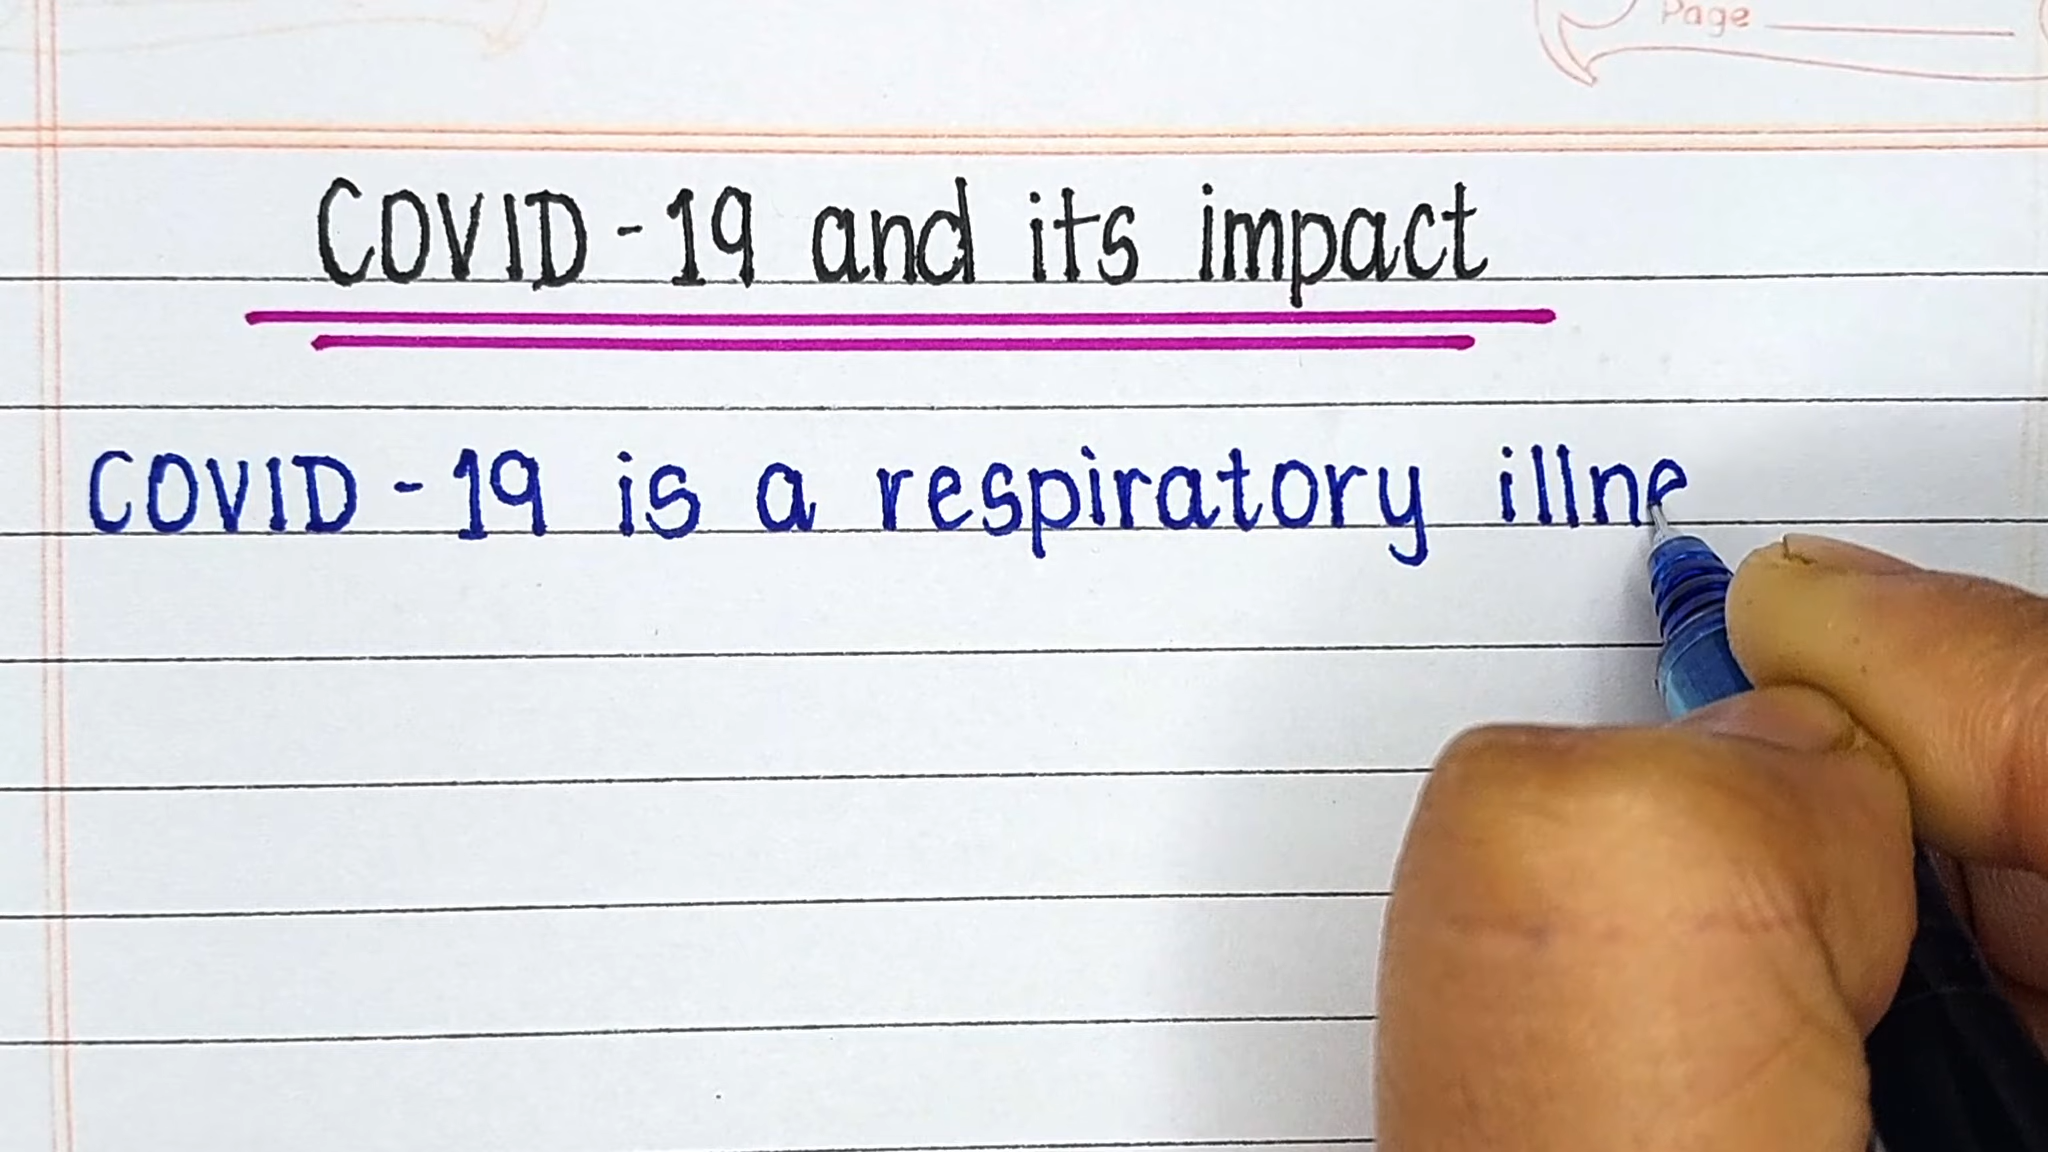 Page
COVID-19 and its impact
COVID-19 is a respiratory illne